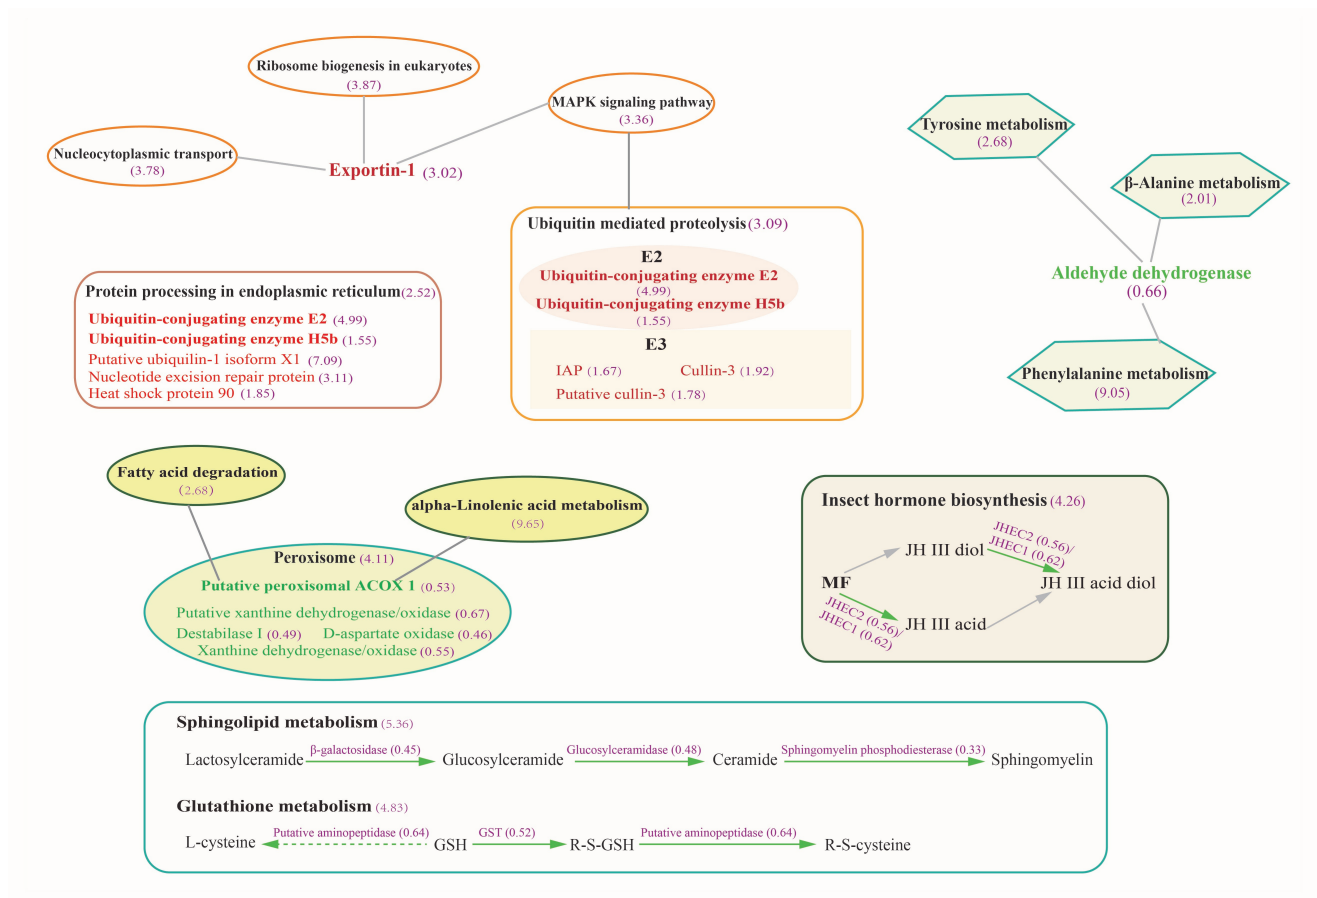 Ribosome biogenesis in eukaryotes
(3.87)
MAPK signaling pathway
(3.36)
Nucleocytoplasmic transport
(3.78)
Exportin-1 (3.02)
Tyrosine metabolism
(2.68)
β-Alanine metabolism
(2.01)
Aldehyde dehydrogenase
(0.66)
Phenylalanine metabolism
(9.05)
Ubiquitin mediated proteolysis(3.09)
E2
Ubiquitin-conjugating enzyme E2
(4.99)
Ubiquitin-conjugating enzyme H5b
(1.55)
E3
IAP (1.67) Cullin-3 (1.92)
Putative cullin-3 (1.78)
Protein processing in endoplasmic reticulum(2.52)
Ubiquitin-conjugating enzyme E2 (4.99)
Ubiquitin-conjugating enzyme H5b (1.55)
Putative ubiquilin-1 isoform X1 (7.09)
Nucleotide excision repair protein (3.11)
Heat shock protein 90 (1.85)
Fatty acid degradation
(2.68)
alpha-Linolenic acid metabolism
(9.65)
Peroxisome (4.11)
Putative peroxisomal ACOX 1 (0.53)
Putative xanthine dehydrogenase/oxidase (0.67)
Destabilase I (0.49) D-aspartate oxidase (0.46)
Xanthine dehydrogenase/oxidase (0.55)
Insect hormone biosynthesis (4.26)
JHEC2 (0.56)/
JHEC1 (0.62)
JH III diol
MF
JH III acid diol
JHEC2 (0.56)/
JHEC1 (0.62)
JH III acid
Sphingolipid metabolism (5.36)
Lactosylceramide β-galactosidase (0.45) Glucosylceramide Glucosylceramidase (0.48) Ceramide Sphingomyelin phosphodiesterase (0.33) Sphingomyelin
Glutathione metabolism (4.83)
L-cysteine Putative aminopeptidase (0.64) GSH GST (0.52) R-S-GSH Putative aminopeptidase (0.64) R-S-cysteine